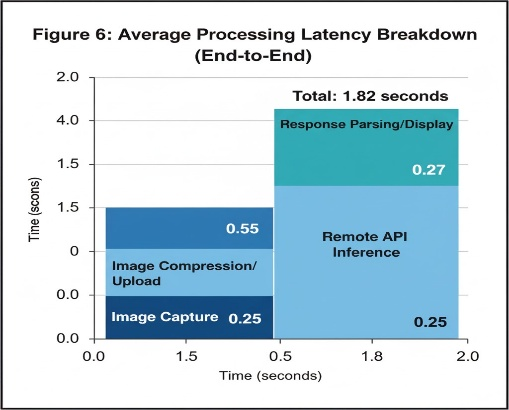 Figure 6: Average Processing Latency Breakdown
(End-to-End)
2.0
4.0
1.5
1.5
0
0.0
0.0
Time (scons)
Total: 1.82 seconds
Response Parsing/Display
0.27
Remote API
Inference
0.25
0.55
Image Compression/
Upload
Image Capture 0.25
0.0 1.5 0.5 1.8 2.0
Time (seconds)